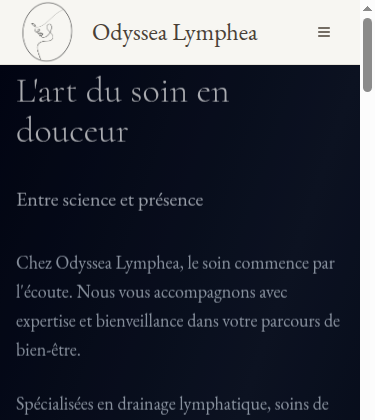 Odyssea Lymphea
L'art du soin en
douceur
Entre science et présence
Chez Odyssea Lymphea, le soin commence par
l'écoute. Nous vous accompagnons avec
expertise et bienveillance dans votre parcours de
bien-être.
Spécialisées en drainage lymphatique, soins de